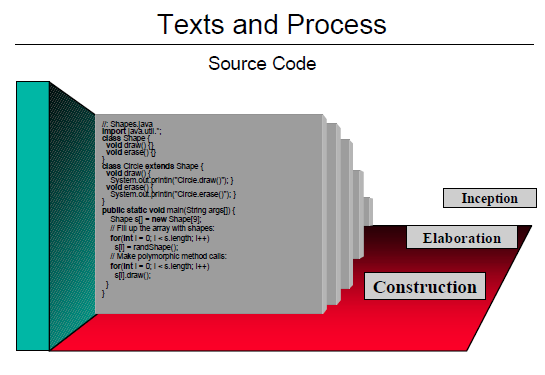 Texts and Process
Source Code
//: Shapes.java
import java.util.*;
class Shape {
void draw() {}
void erase() {}
}
class Circle extends Shape {
void draw() {
System.out.println("Circle.draw()"); }
void erase() {
System.out.println("Circle.erase()"); }
}
public static void main(String args[]) {
Shape s[] = new Shape[9];
// Fill up the array with shapes:
for(int i = 0; i < s.length; i++)
s[i] = randShape();
// Make polymorphic method calls:
for(int i = 0; i < s.length; i++)
s[i].draw();
}
}
Inception
Elaboration
Construction